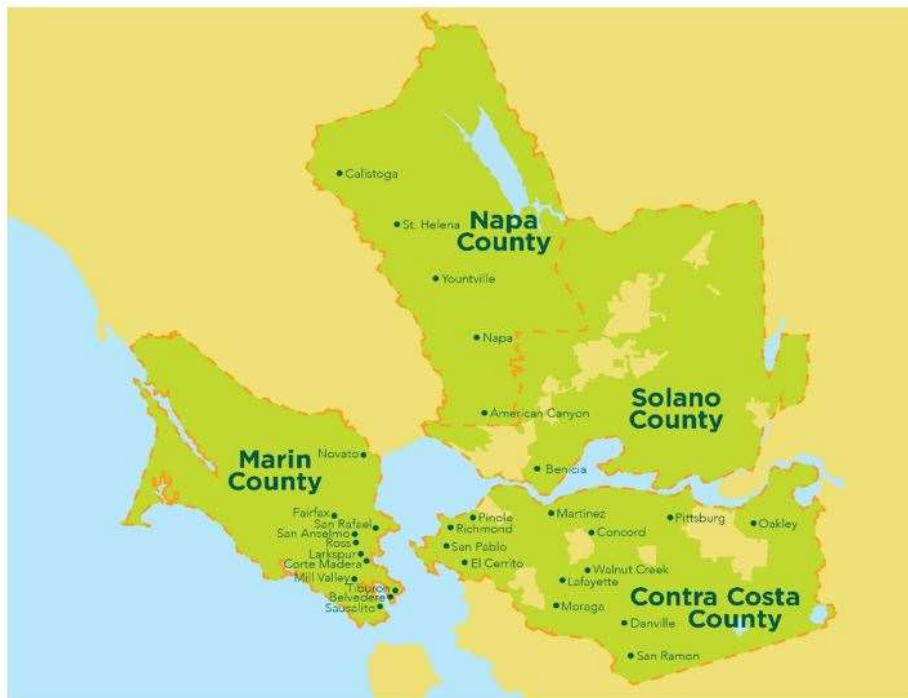 Calistoga
St. Helena
Napa
County
Yountville
Napa
American Canyon
Solano
County
Benicia
Marin
County
Novato
Fairfax
San Rafael
San Anselmo
Ross
Larkspur
Corte Madera
Mill Valley
Tiburon
Belvedere
Sausalito
Pinole
Richmond
San Pablo
El Cerrito
Martinez
Concord
Pittsburg
Oakley
Walnut Creek
Lafayette
Moraga
Contra Costa
County
Danville
San Ramon